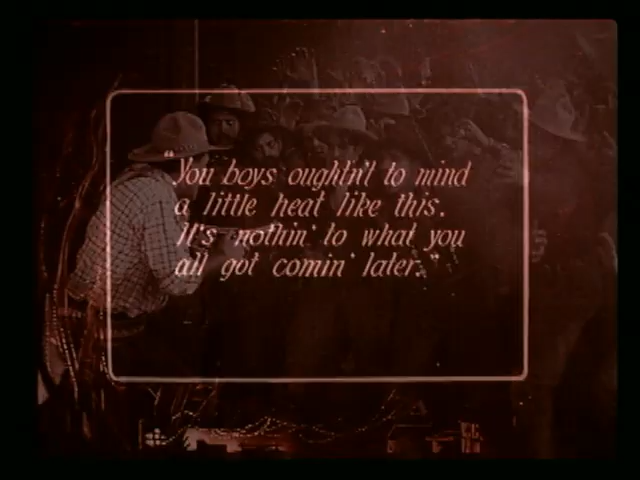 "You boys oughtn't to mind
a little heat like this.
It's nothin' to what you
all got comin' later."